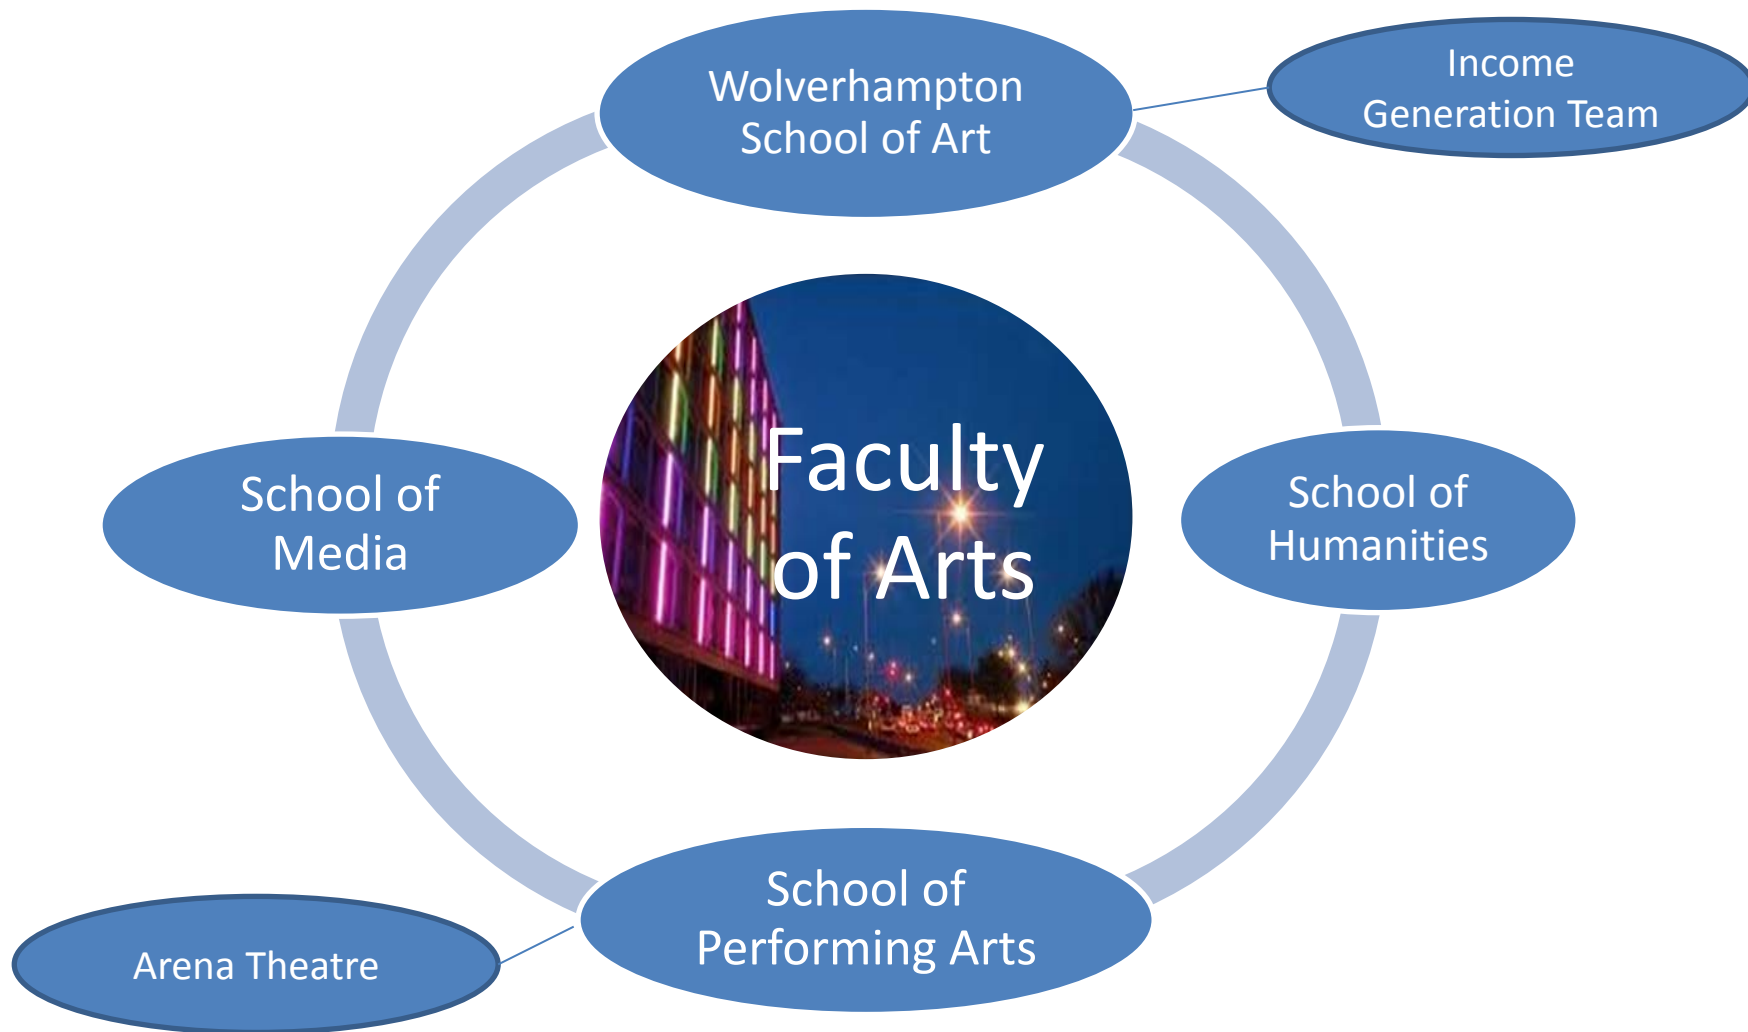 Wolverhampton
School of Art
Income
Generation Team
School of
Media
Faculty
of Arts
School of
Humanities
School of
Performing Arts
Arena Theatre